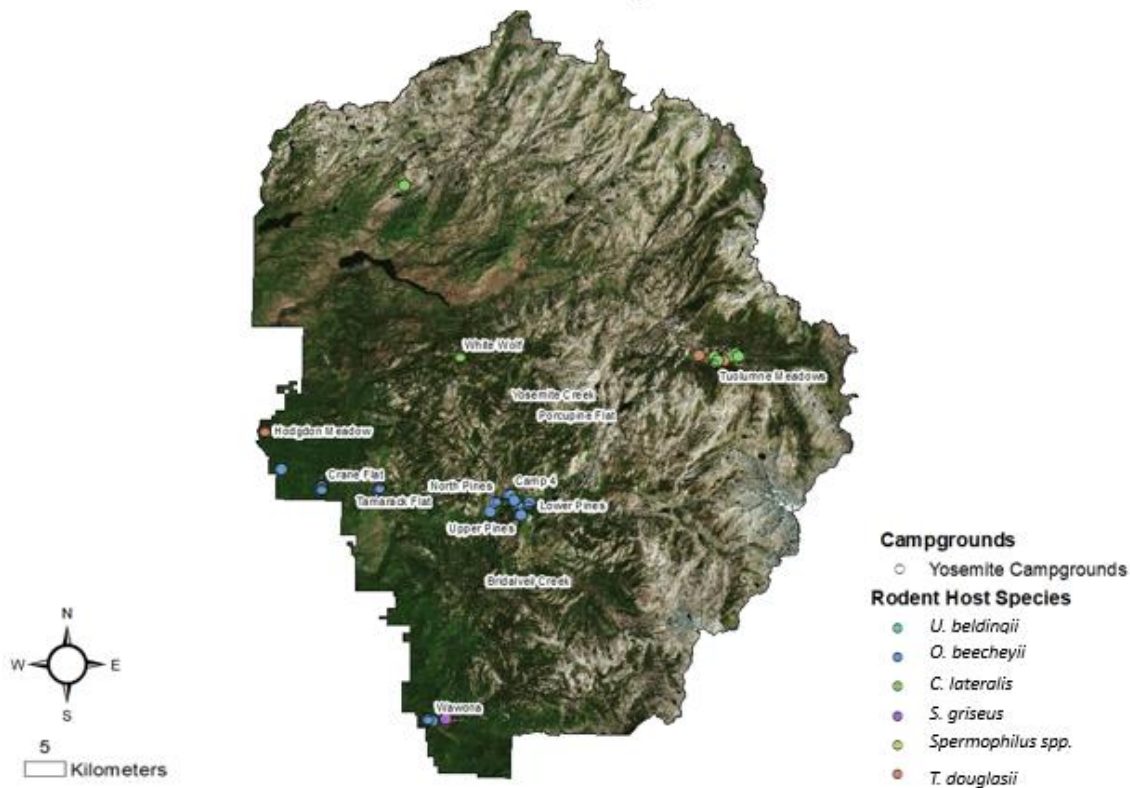 White Wolf
Tuolumne Meadows
Yosemite Creek
Porcupine Flat
Hodgdon Meadow
Crane Flat
Tamarack Flat
North Pines
Camp 4
Lower Pines
Upper Pines
Bridalveil Creek
Wawona
N
W
E
S
5
Kilometers
Campgrounds
Yosemite Campgrounds
Rodent Host Species
U. beldingii
O. beecheyii
C. lateralis
S. griseus
Spermophilus spp.
T. douglasii